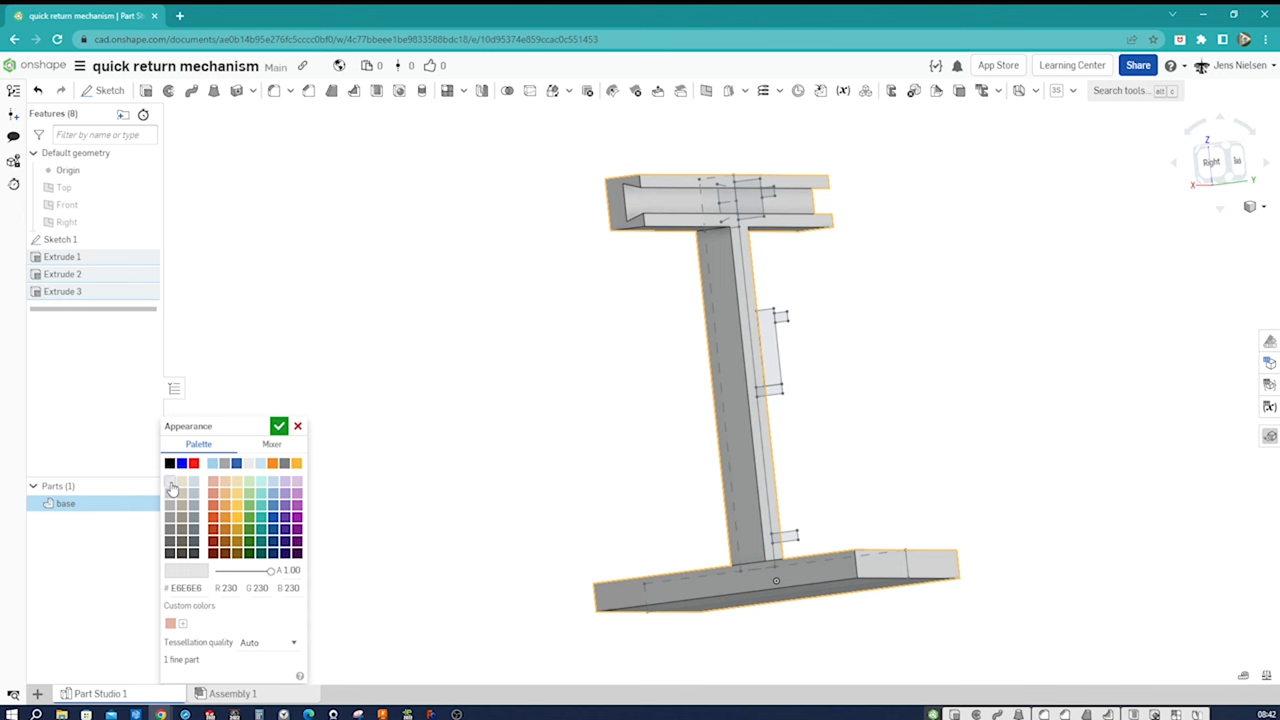 quick return mechanism | Part St
cad.onshape.com/documents/ae0b14b95e276fc5cccc0bf0/w/4c77bbeee1be9833588bdc18/e/10d95374e859ccac0c551453
onshape
quick return mechanism
Main
0
0
0
App Store
Learning Center
Share
Jens Nielsen
Sketch
Search tools...
alt
c
Features (8)
Filter by name or type
Default geometry
Origin
Top
Front
Right
Sketch 1
Extrude 1
Extrude 2
Extrude 3
Z
Right
X
Y
Appearance
Palette
Mixer
Parts (1)
base
A 1.00
# E6E6E6
R 230
G 230
B 230
Custom colors
Tessellation quality
Auto
1 fine part
Part Studio 1
Assembly 1
08:42